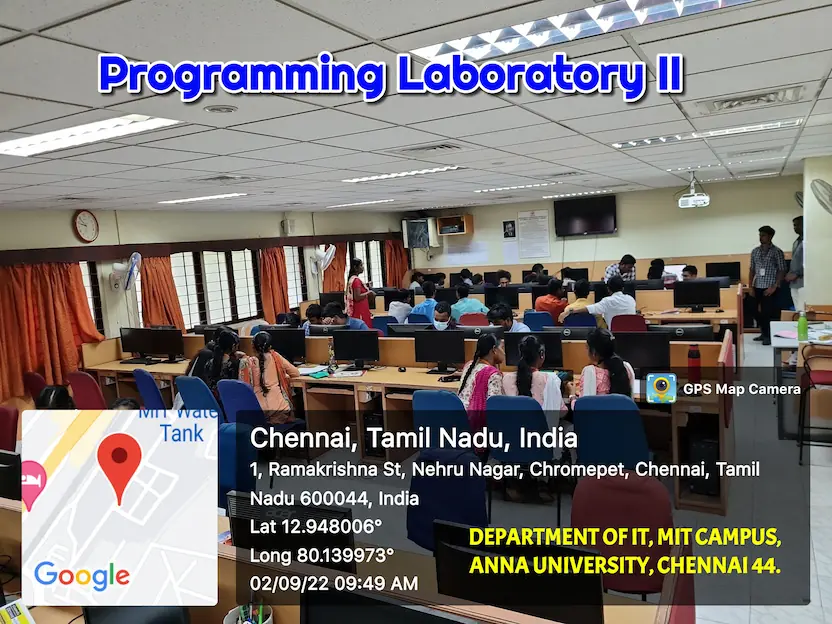 Programming Laboratory II
GPS Map Camera
Tank
Google
Chennai, Tamil Nadu, India
1, Ramakrishna St, Nehru Nagar, Chromepet, Chennai, Tamil
Nadu 600044, India
Lat 12.948006°
Long 80.139973°
02/09/22 09:49 AM
DEPARTMENT OF IT, MIT CAMPUS,
ANNA UNIVERSITY, CHENNAI 44.